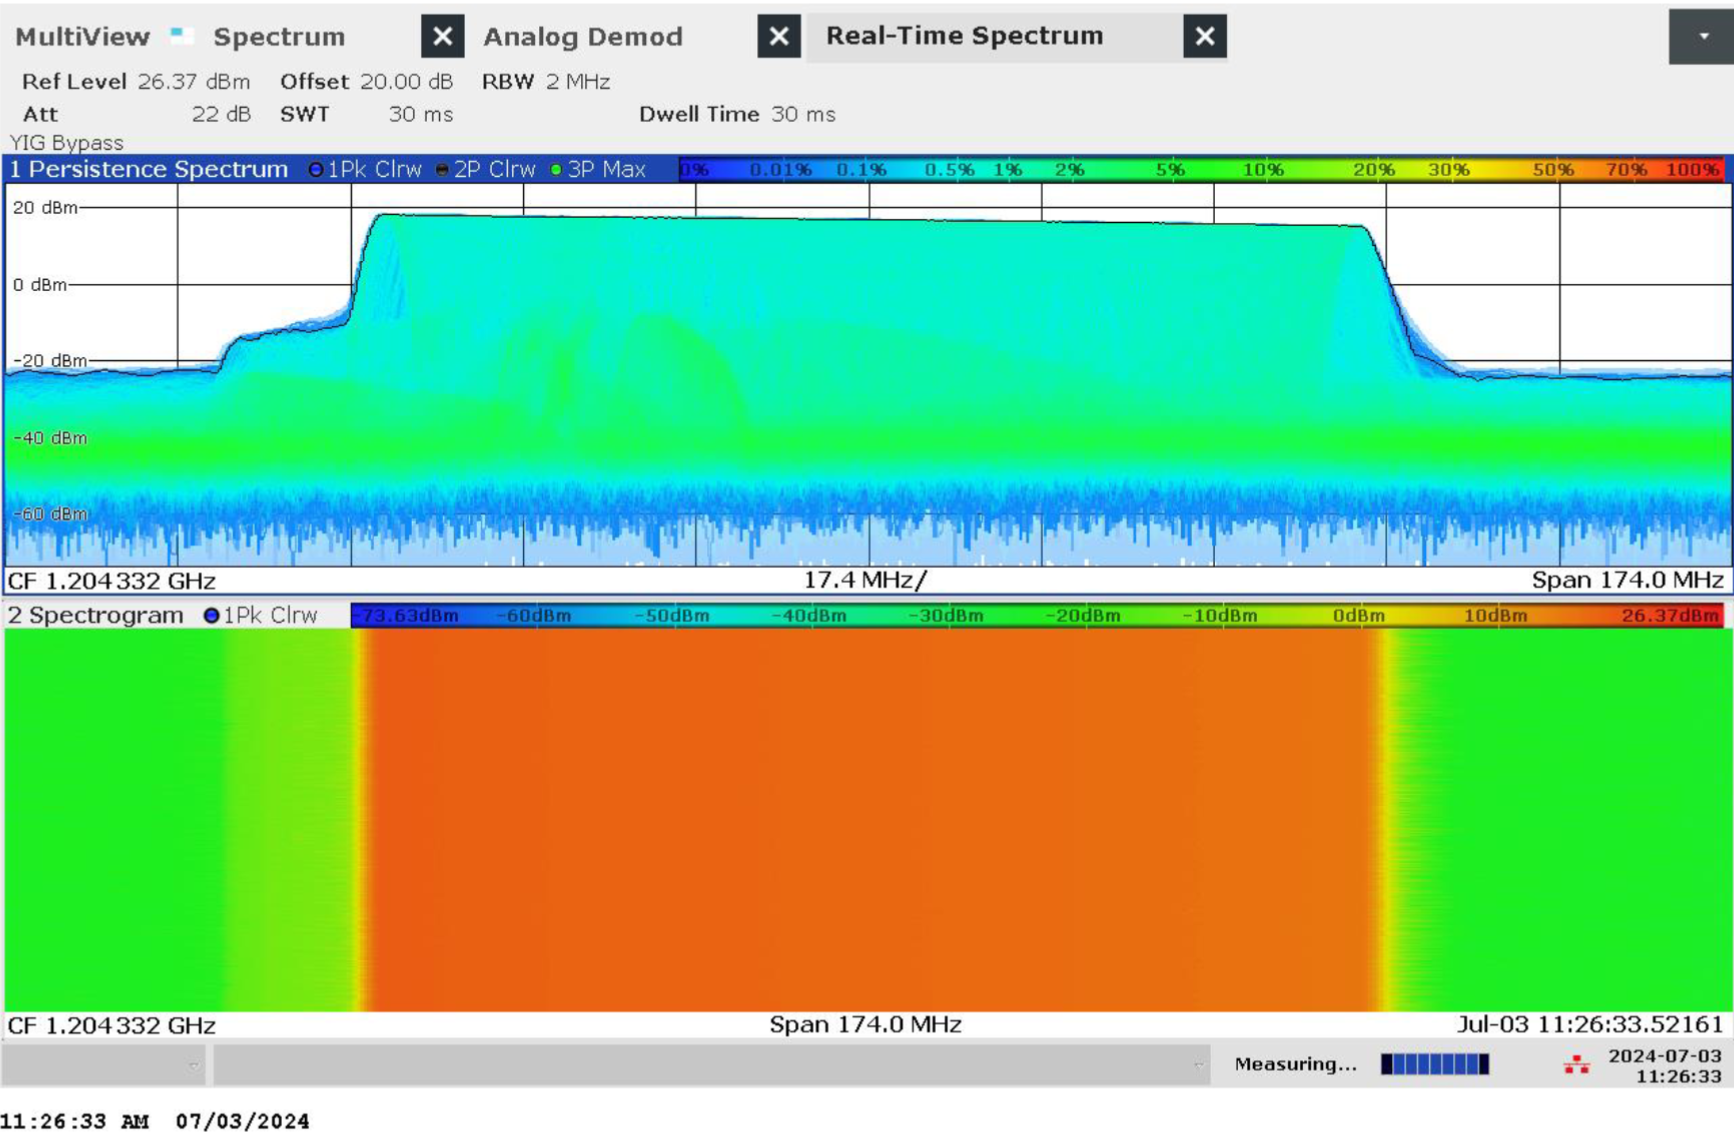 MultiView Spectrum X Analog Demod X Real-Time Spectrum X
Ref Level 26.37 dBm Offset 20.00 dB RBW 2 MHz
Att 22 dB SWT 30 ms Dwell Time 30 ms
YIG Bypass
1 Persistence Spectrum 1Pk Clrw 2P Clrw 3P Max 0% 0.01% 0.1% 0.5% 1% 2% 5% 10% 20% 30% 50% 70% 100%
20 dBm
0 dBm
-20 dBm
-40 dBm
-60 dBm
CF 1.204332 GHz 17.4 MHz/ Span 174.0 MHz
2 Spectrogram 1Pk Clrw -73.63dBm -60dBm -50dBm -40dBm -30dBm -20dBm -10dBm 0dBm 10dBm 26.37dBm
CF 1.204332 GHz Span 174.0 MHz Jul-03 11:26:33.52161
Measuring... 2024-07-03
11:26:33
11:26:33 AM 07/03/2024